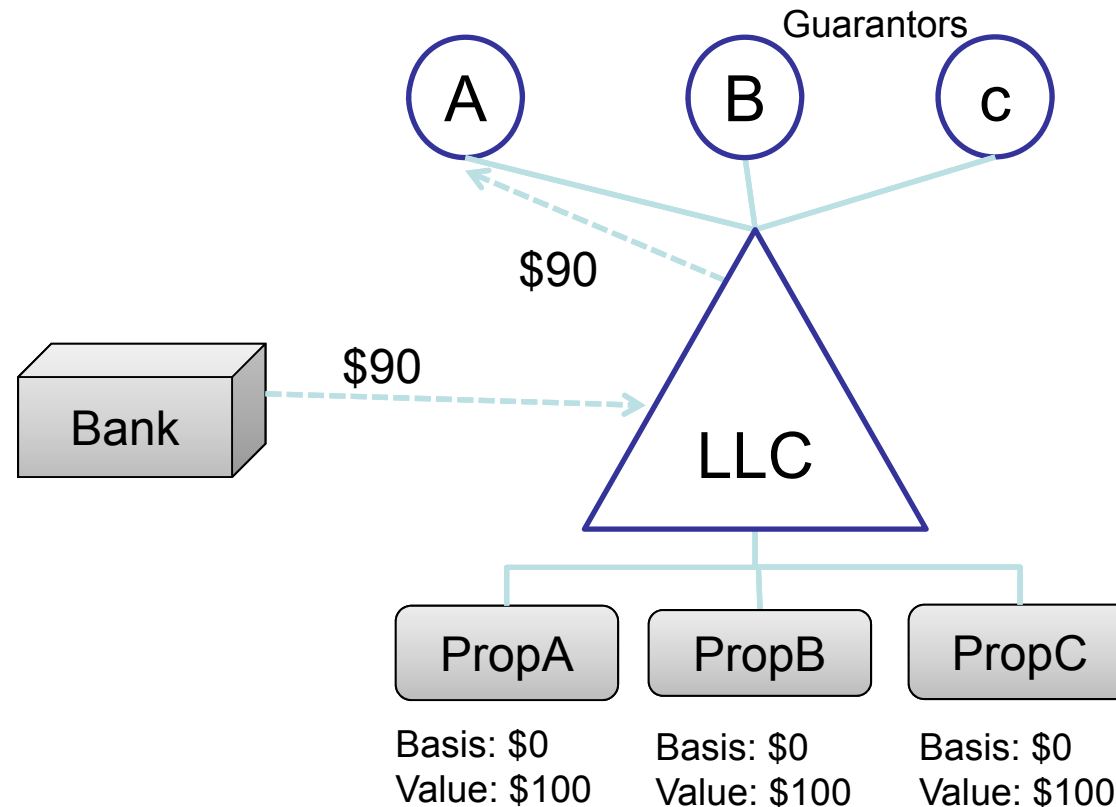 Guarantors
A
B
c
$90
$90
Bank
LLC
PropA
PropB
PropC
Basis: $0
Value: $100
Basis: $0
Value: $100
Basis: $0
Value: $100